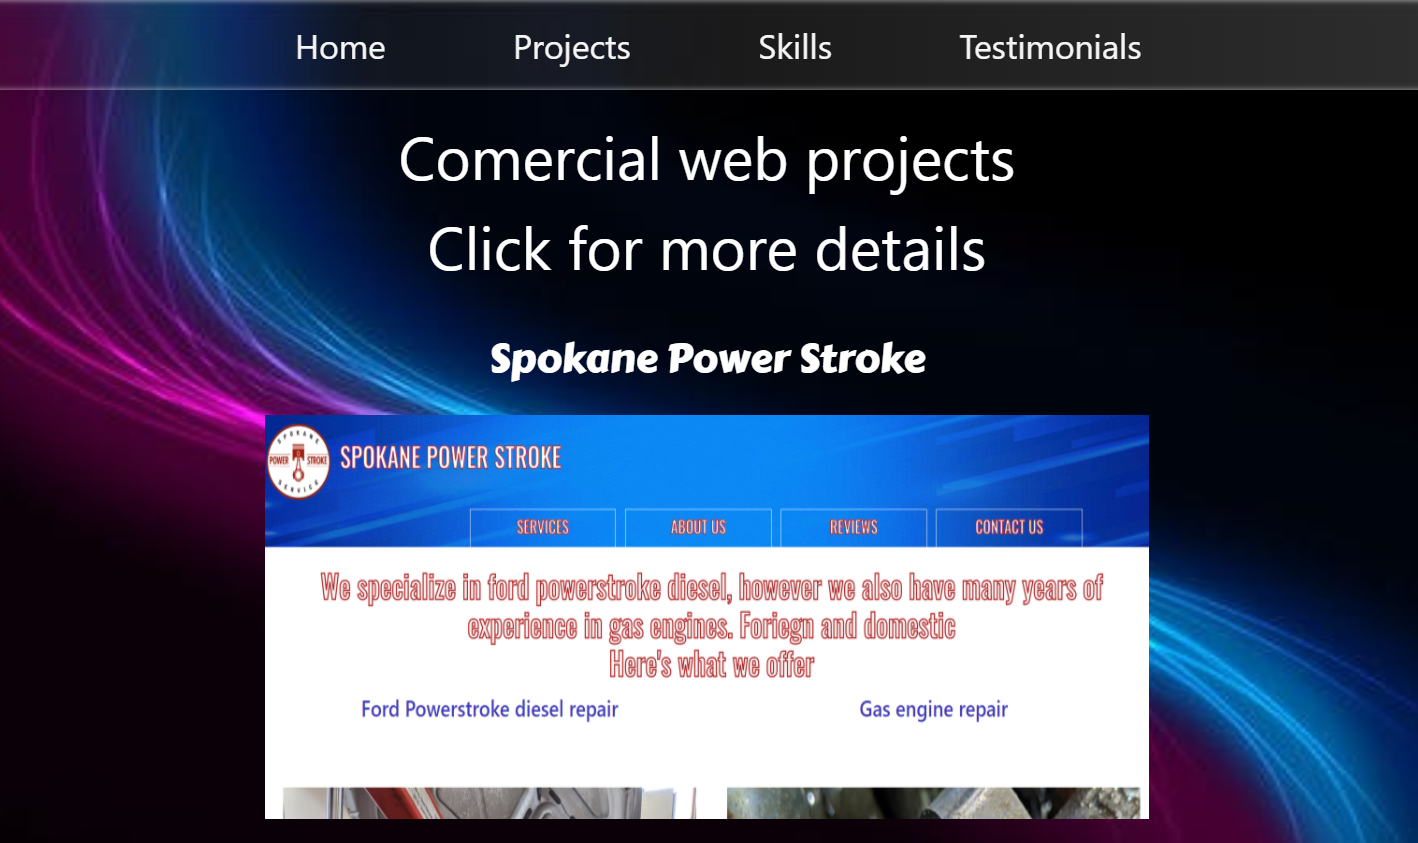 Home Projects Skills Testimonials
Comercial web projects
Click for more details
Spokane Power Stroke
SPOKANE
POWER STROKE
SERVICE
SPOKANE POWER STROKE
SERVICES ABOUT US REVIEWS CONTACT US
We specialize in ford powerstroke diesel, however we also have many years of
experience in gas engines. Foriegn and domestic
Here's what we offer
Ford Powerstroke diesel repair Gas engine repair